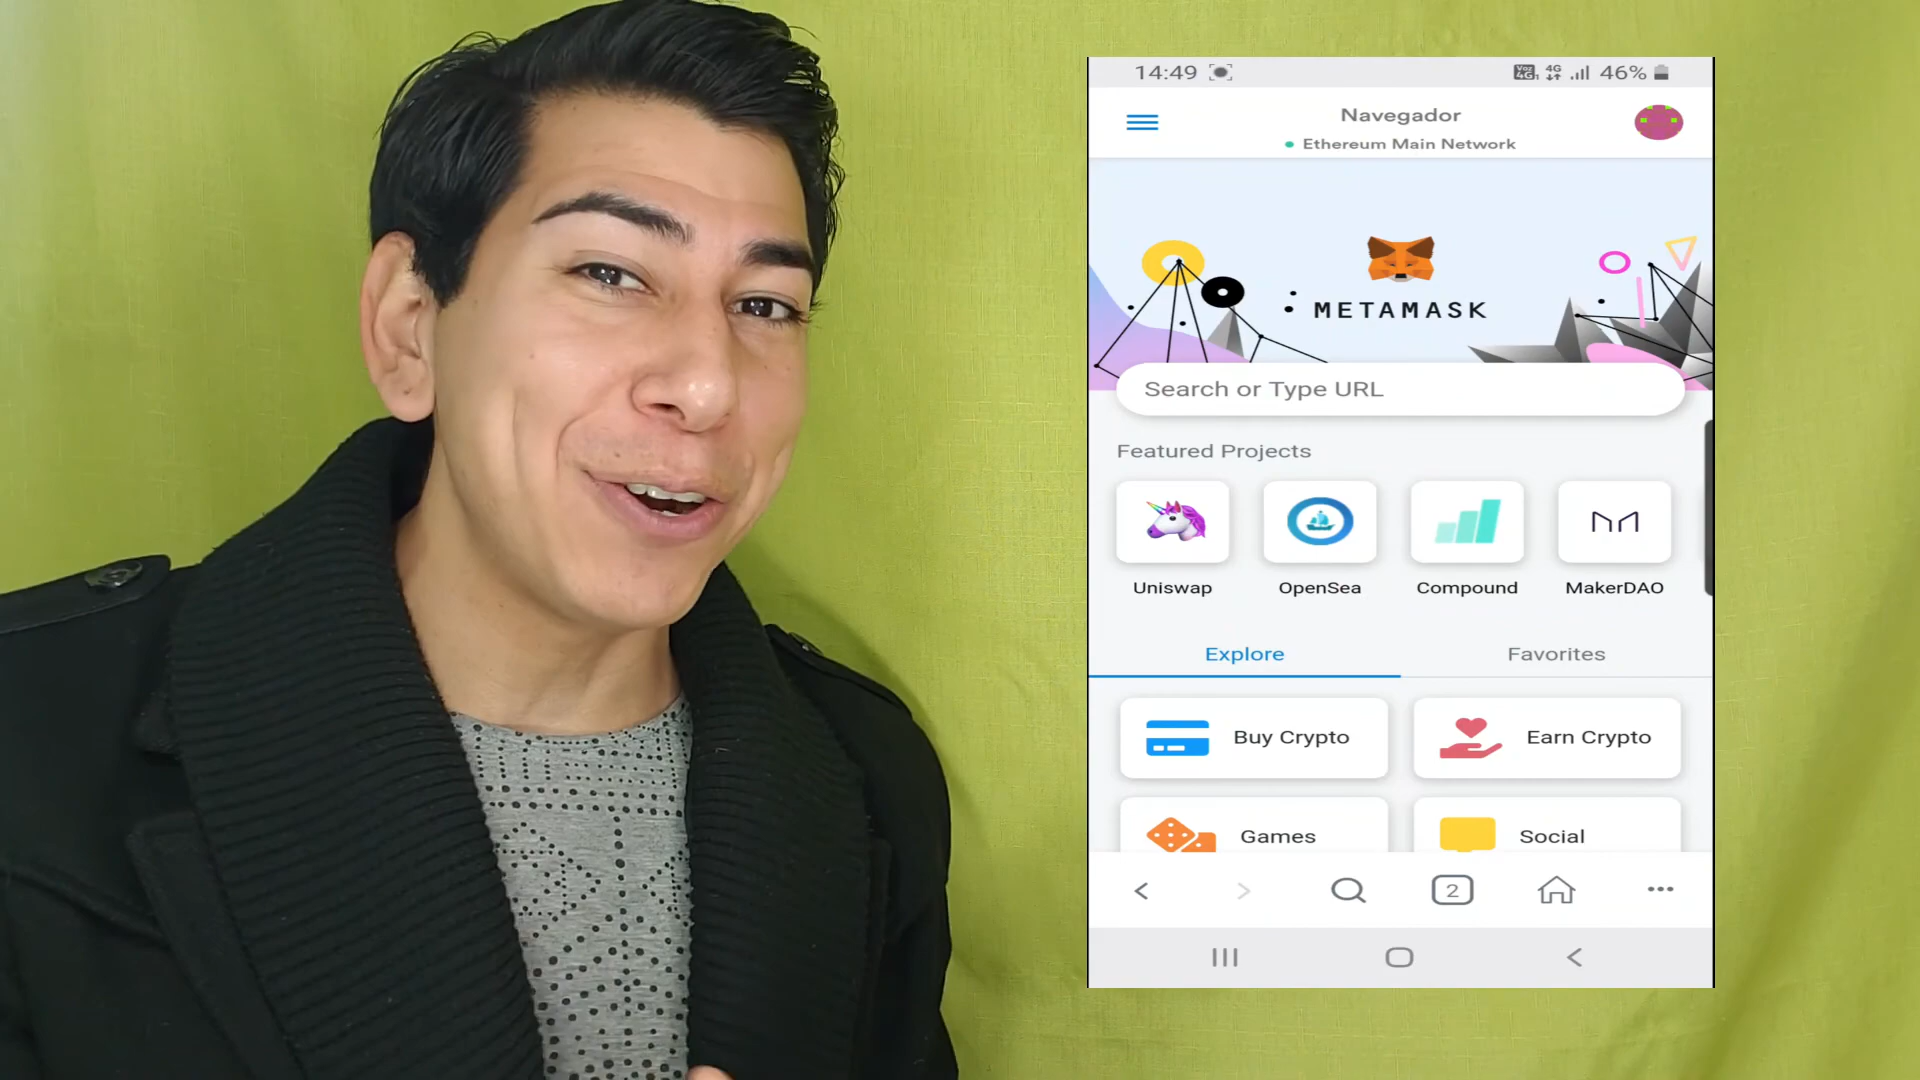 14:49 46%
Navegador
Ethereum Main Network
METAMASK
Search or Type URL
Featured Projects
Uniswap OpenSea Compound MakerDAO
Explore Favorites
Buy Crypto Earn Crypto
Games Social
2